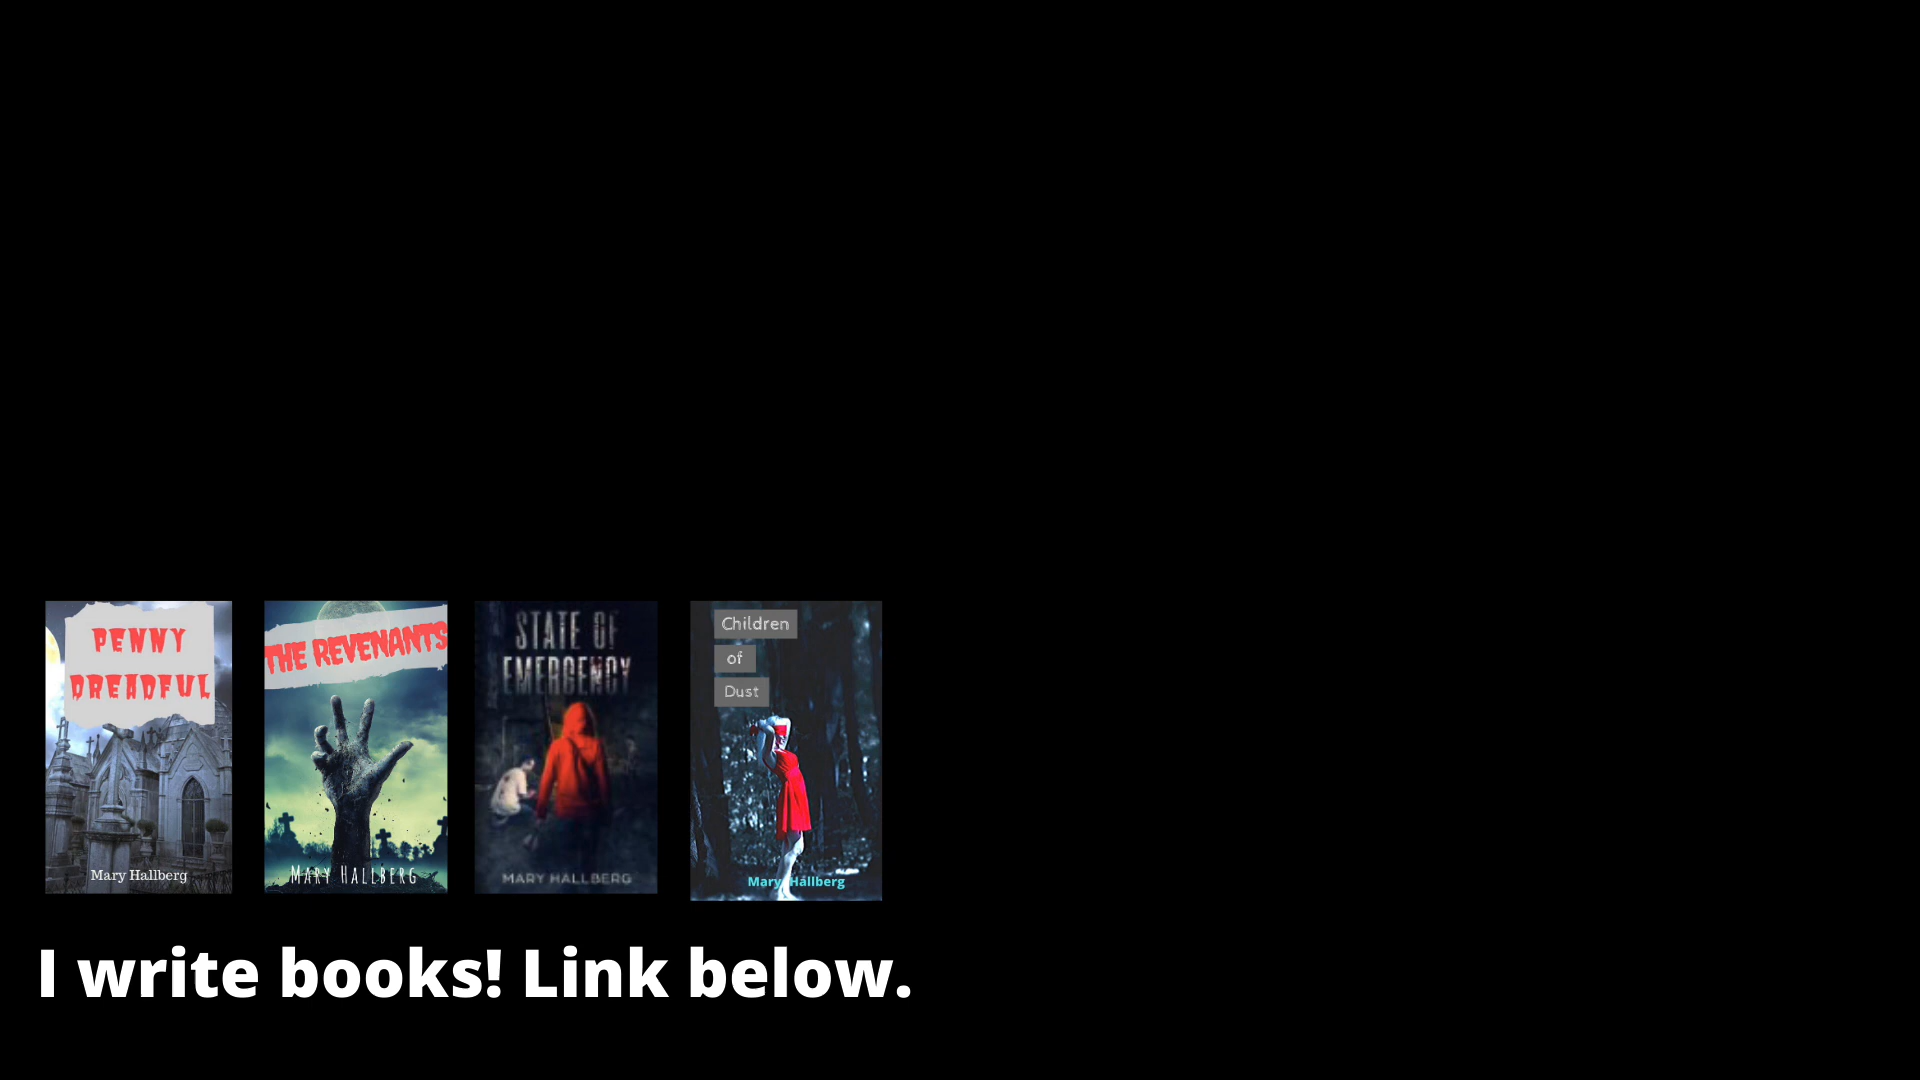 PENNY
DREADFUL
Mary Hallberg
THE REVENANTS
MARY HALLBERG
STATE OF
EMERGENCY
MARY HALLBERG
Children
of
Dust
Mary Hallberg
I write books! Link below.